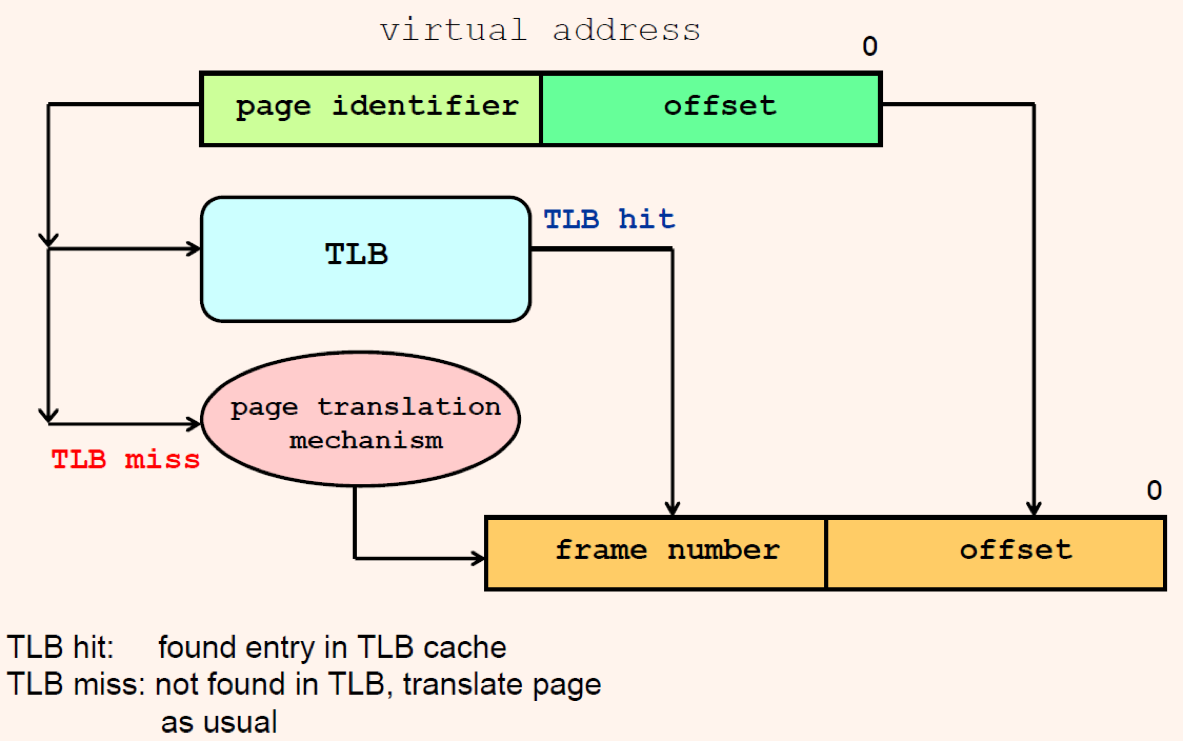 virtual address
0
page identifier
offset
TLB hit
TLB
page translation
mechanism
TLB miss
0
frame number
offset
TLB hit: found entry in TLB cache
TLB miss: not found in TLB, translate page
as usual